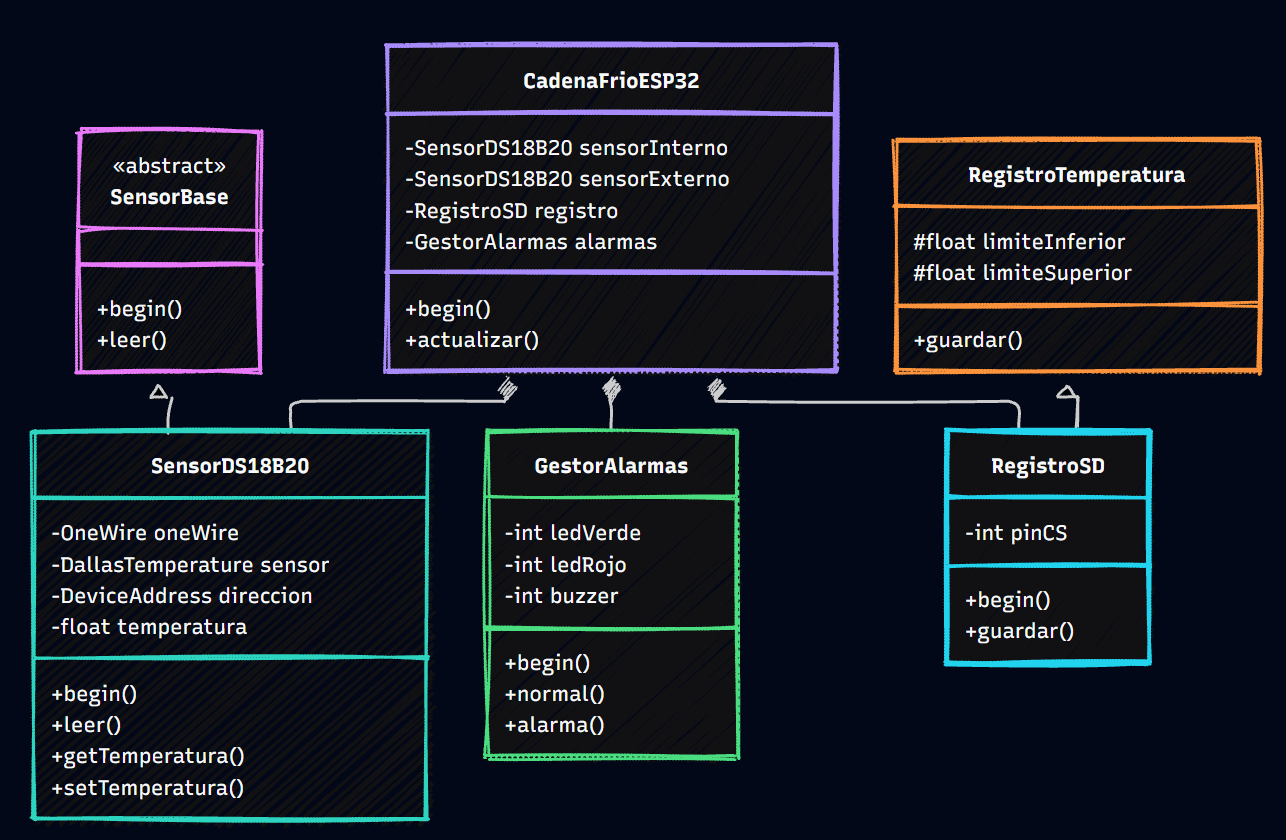 CadenaFrioESP32
-SensorDS18B20 sensorInterno
-SensorDS18B20 sensorExterno
-RegistroSD registro
-GestorAlarmas alarmas
+begin()
+actualizar()
«abstract»
SensorBase
+begin()
+leer()
RegistroTemperatura
#float limiteInferior
#float limiteSuperior
+guardar()
SensorDS18B20
-OneWire oneWire
-DallasTemperature sensor
-DeviceAddress direccion
-float temperatura
+begin()
+leer()
+getTemperatura()
+setTemperatura()
GestorAlarmas
-int ledVerde
-int ledRojo
-int buzzer
+begin()
+normal()
+alarma()
RegistroSD
-int pinCS
+begin()
+guardar()